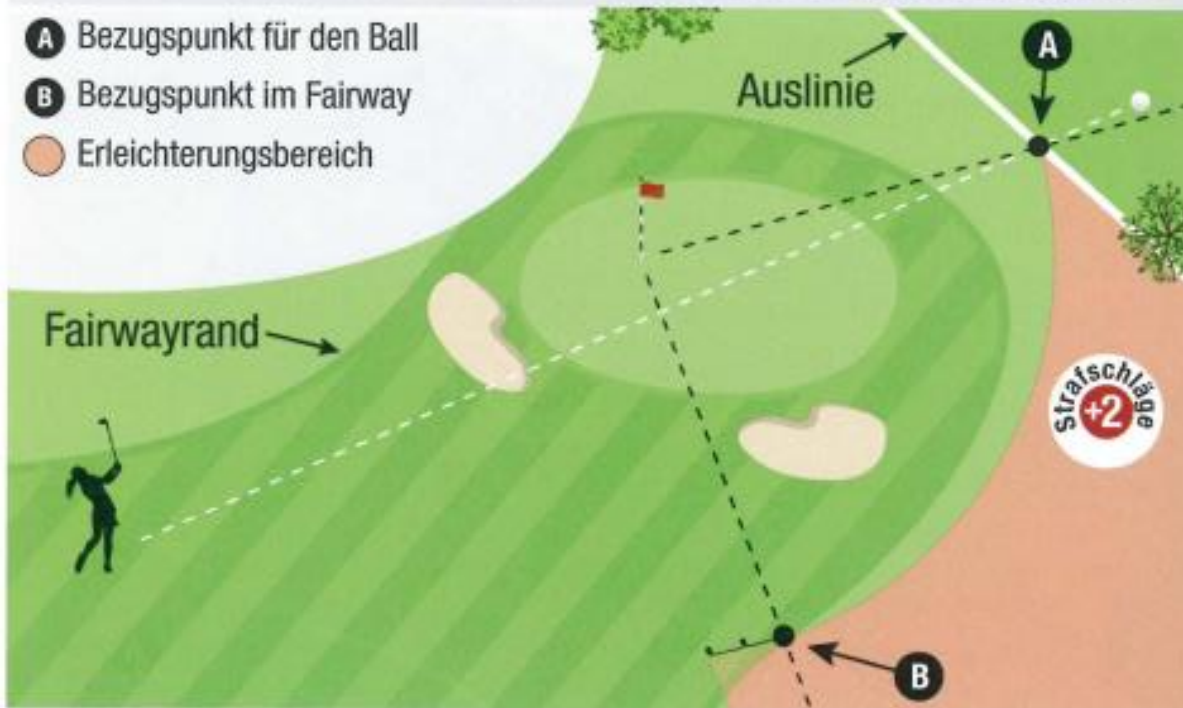 A Bezugspunkt für den Ball
B Bezugspunkt im Fairway
Erleichterungsbereich
Auslinie
A
Fairwayrand
Strafschläge
+2
B